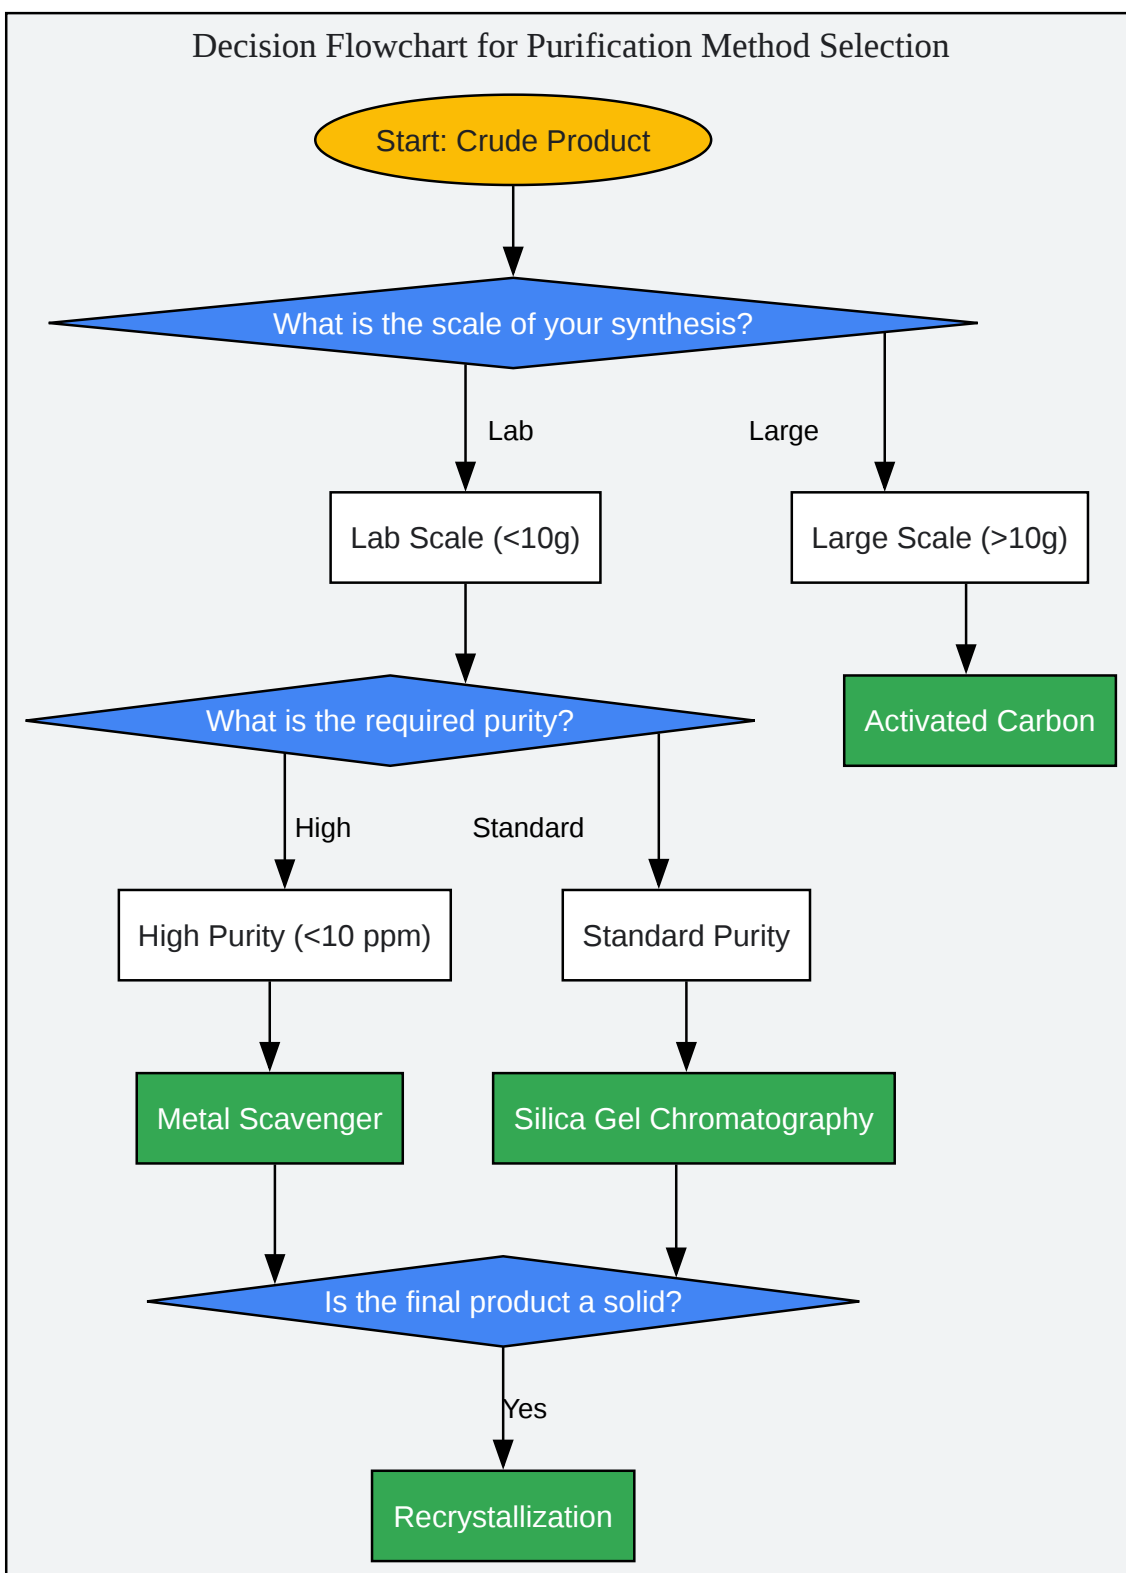 Decision Flowchart for Purification Method Selection
Start: Crude Product
What is the scale of your synthesis?
Lab
Large
Lab Scale (<10g)
Large Scale (>10g)
What is the required purity?
Activated Carbon
High
Standard
High Purity (<10 ppm)
Standard Purity
Metal Scavenger
Silica Gel Chromatography
Is the final product a solid?
Yes
Recrystallization